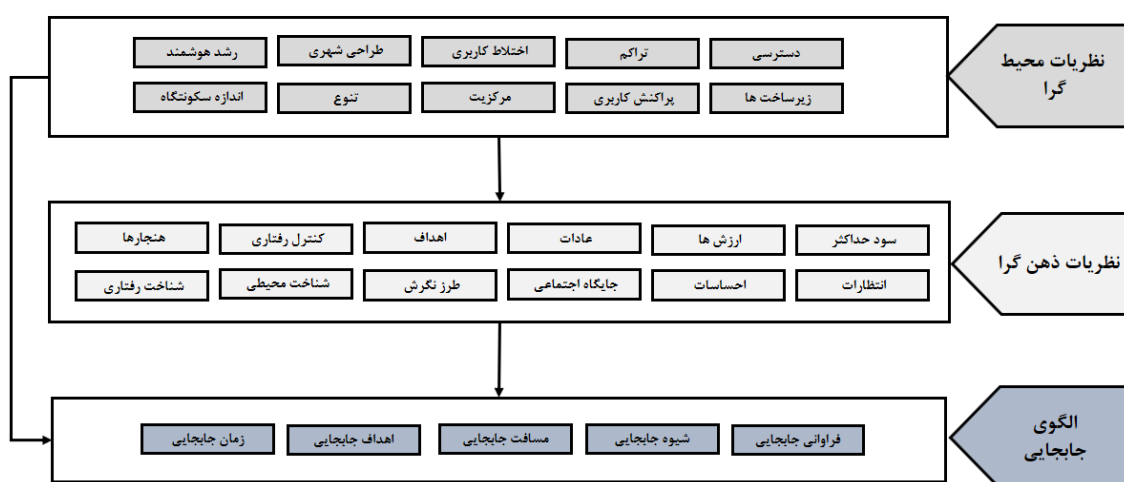 نظریات محیط
گرا
دسترسی
تراکم
اختلاط کاربری
طراحی شهری
رشد هوشمند
زیرساخت ها
پراکنش کاربری
مرکزیت
تنوع
اندازه سکونتگاه
نظریات ذهن گرا
سود حداکثر
ارزش ها
عادات
اهداف
کنترل رفتاری
هنجارها
انتظارات
احساسات
جایگاه اجتماعی
طرز نگرش
شناخت محیطی
شناخت رفتاری
الگوی
جابجایی
فراوانی جابجایی
شیوه جابجایی
مسافت جابجایی
اهداف جابجایی
زمان جابجایی